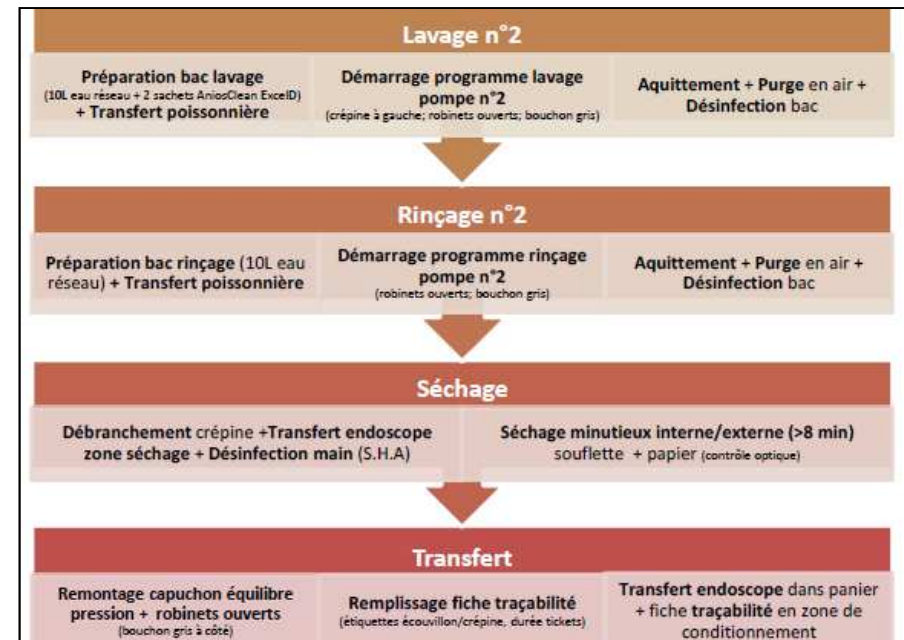 Lavage n°2
Préparation bac lavage
(10L eau réseau + 2 sachets AniosClean ExcelD)
+ Transfert poissonnière
Démarrage programme lavage
pompe n°2
(crépine à gauche; robinets ouverts; bouchon gris)
Aquittement + Purge en air +
Désinfection bac
Rinçage n°2
Préparation bac rinçage (10L eau
réseau) + Transfert poissonnière
Démarrage programme rinçage
pompe n°2
(robinets ouverts; bouchon gris)
Aquittement + Purge en air +
Désinfection bac
Séchage
Débranchement crépine +Transfert endoscope
zone séchage + Désinfection main (S.H.A)
Séchage minutieux interne/externe (>8 min)
souflette + papier (contrôle optique)
Transfert
Remontage capuchon équilibre
pression + robinets ouverts
(bouchon gris à côté)
Remplissage fiche traçabilité
(étiquettes écouvillon/crépine, durée tickets)
Transfert endoscope dans panier
+ fiche traçabilité en zone de
conditionnement